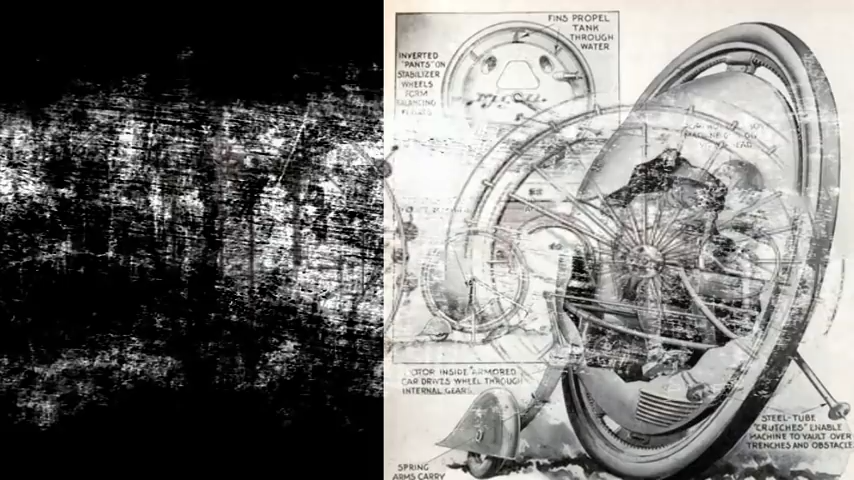 FINS PROPEL
TANK
THROUGH
WATER
INVERTED
"PANTS" ON
STABILIZER
WHEELS
FORM
BALANCING
MOTOR INSIDE ARMORED
CAR DRIVES WHEEL THROUGH
INTERNAL GEARS
STEEL-TUBE
"CRUTCHES" ENABLE
MACHINE TO VAULT OVER
TRENCHES AND OBSTACLE
SPRING
ARMS CARRY